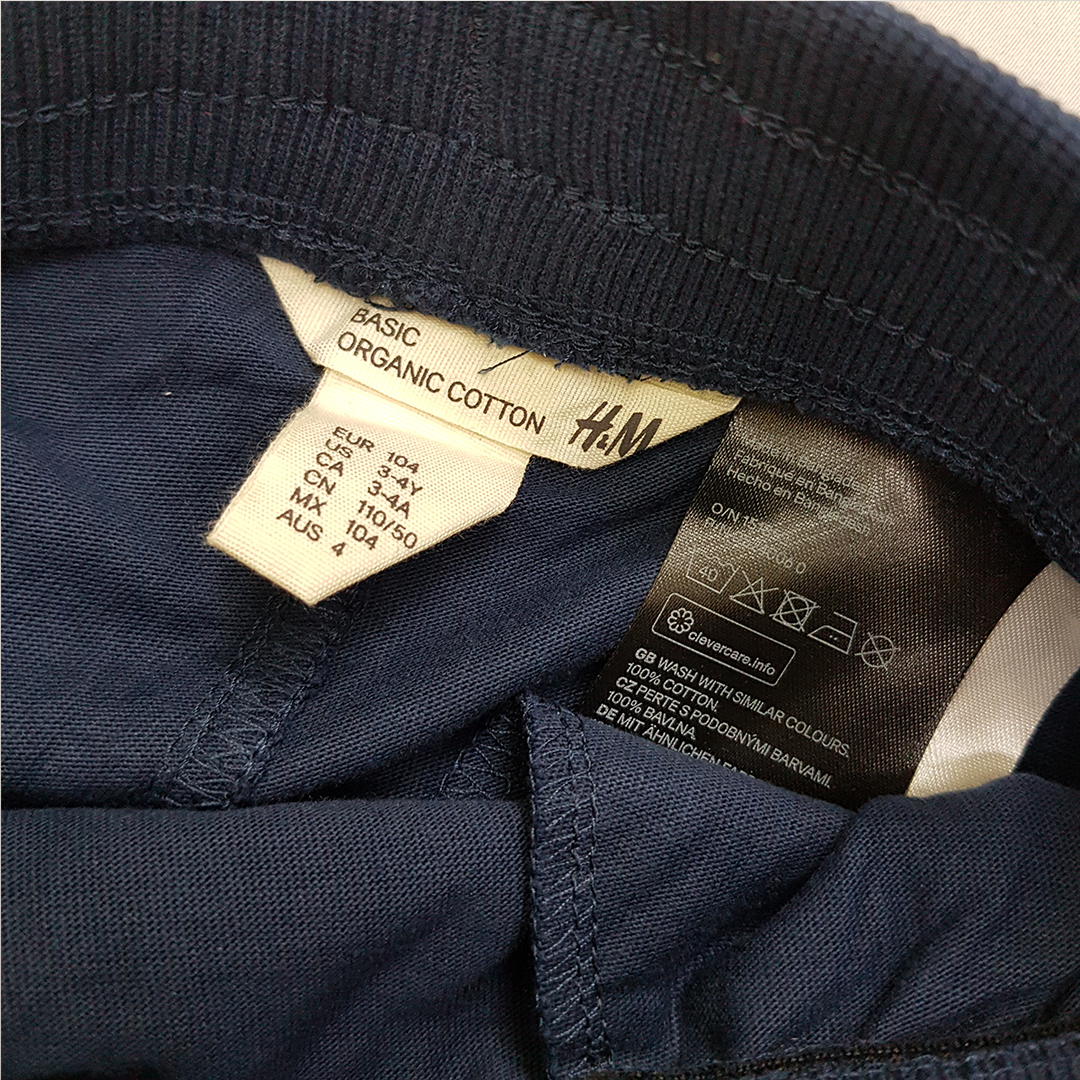 BASIC
ORGANIC COTTON
H&M
EUR 104
US 3-4Y
CA 3-4A
CN 110/50
MX 104
AUS 4
Hecho en
O/N 15
40
clevercare.info
GB WASH WITH SIMILAR COLOURS.
100% COTTON.
CZ PERTE S PODOBNÝMI BARVAMI.
100% BAVLNA
DE MIT ÄHNLICHEN